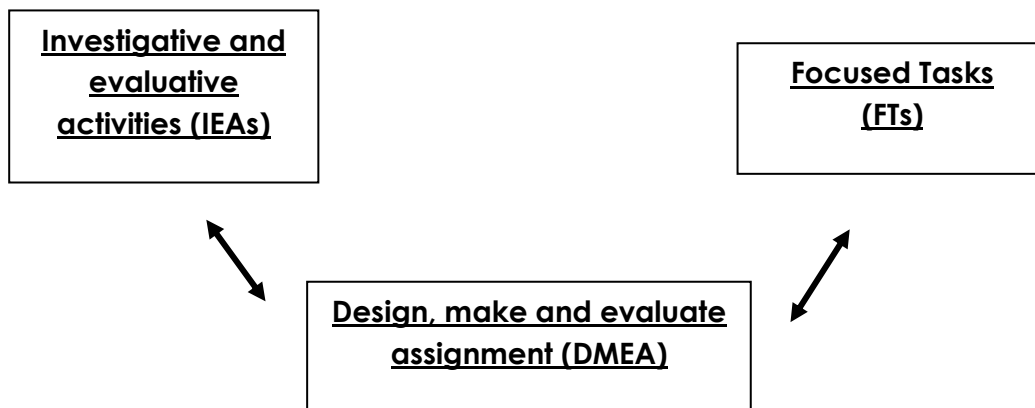 Investigative and
evaluative
activities (IEAs)
Focused Tasks
(FTs)
Design, make and evaluate
assignment (DMEA)